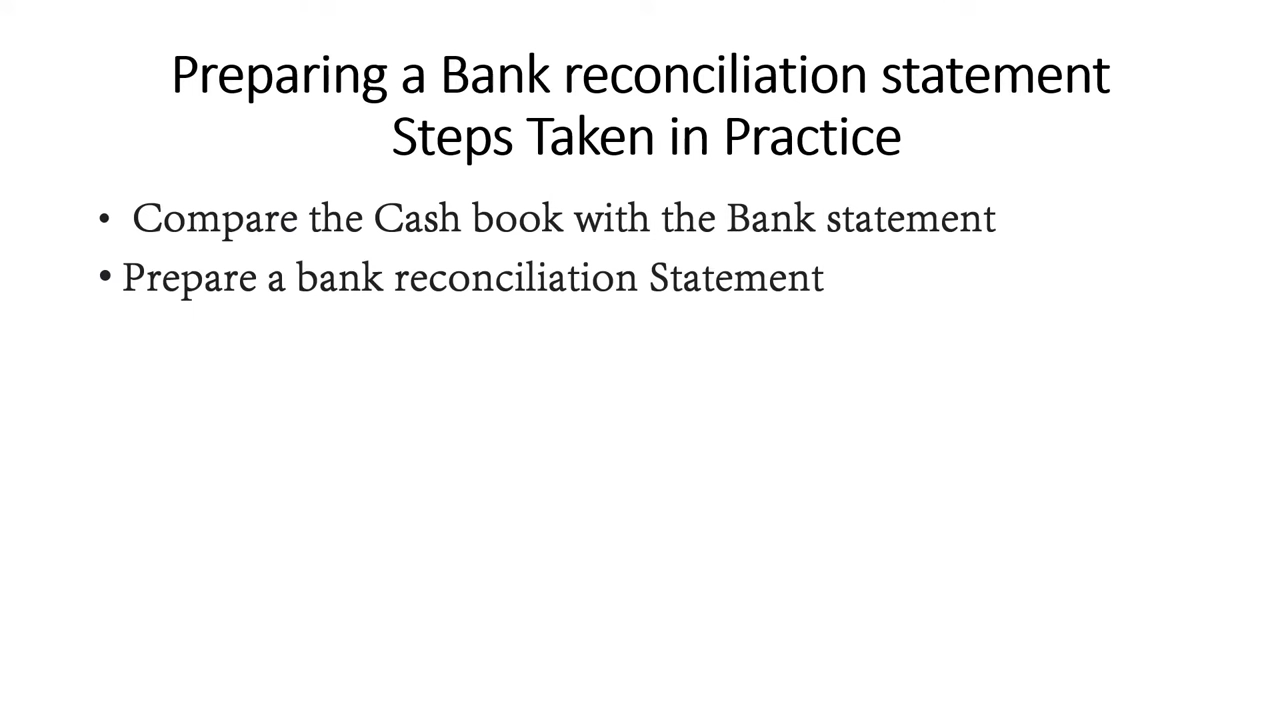 Preparing a Bank reconciliation statement
Steps Taken in Practice
• Compare the Cash book with the Bank statement
• Prepare a bank reconciliation Statement